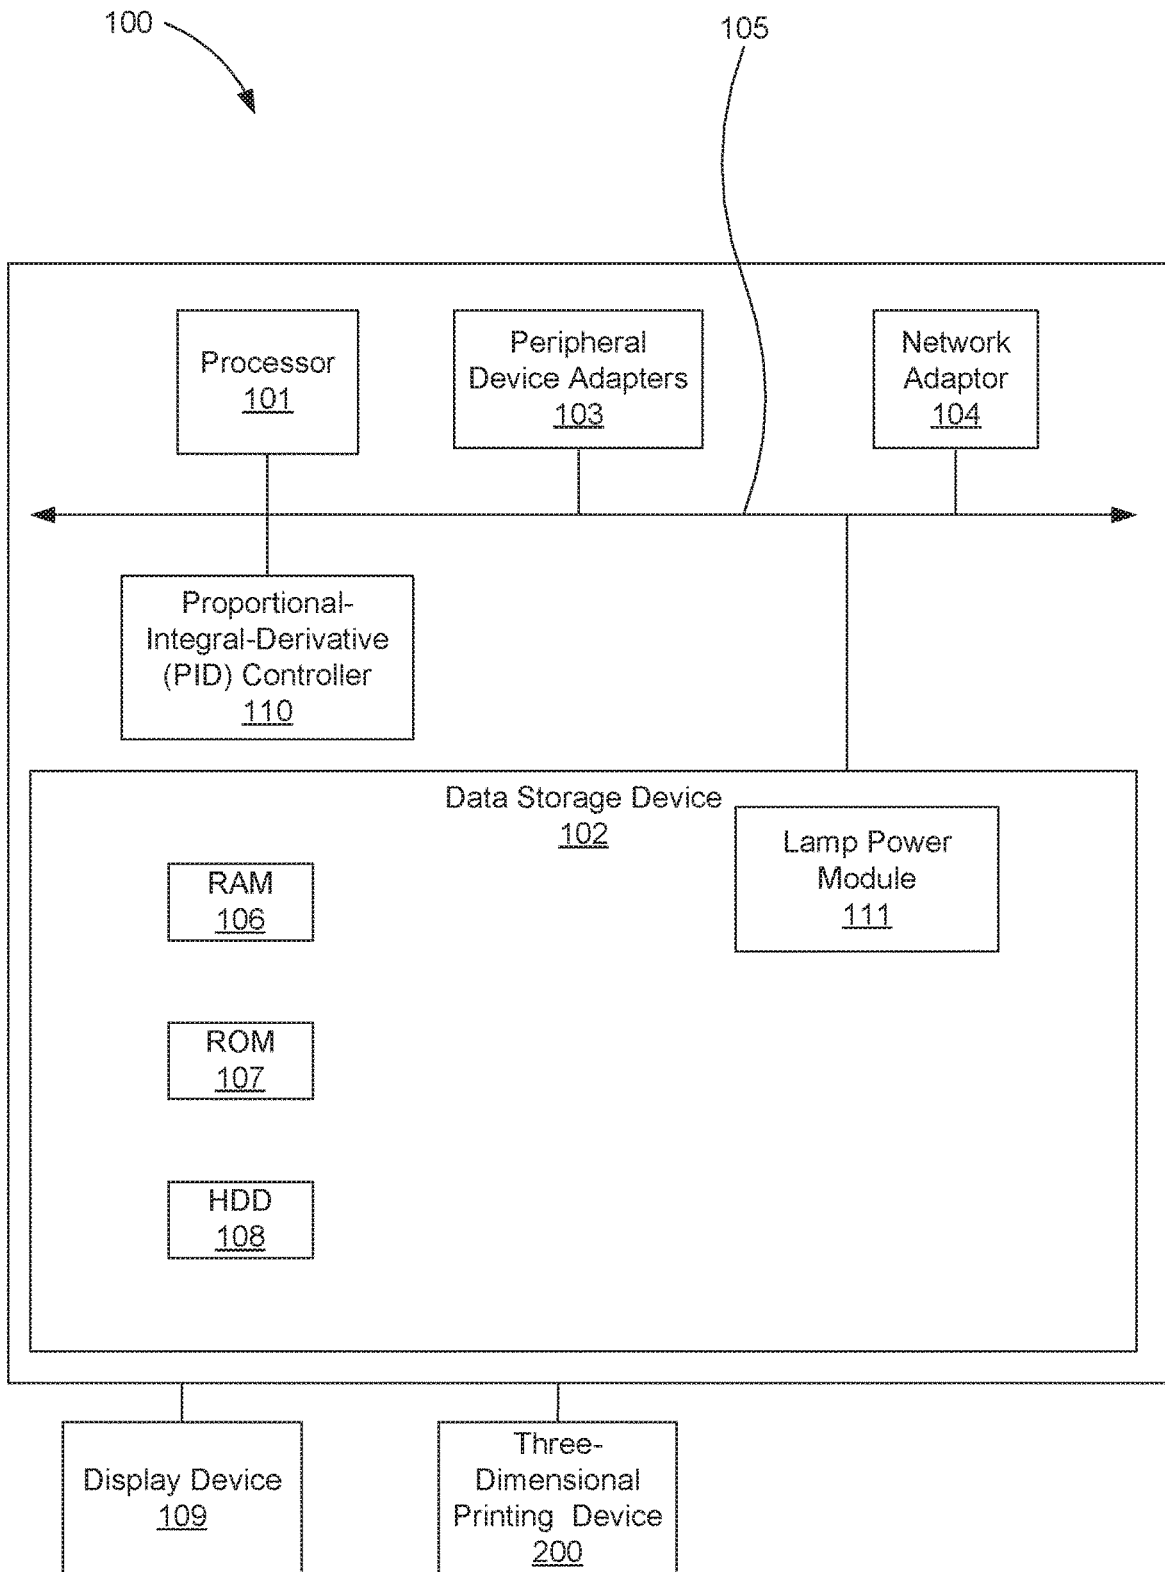 100
105
Processor
101
Peripheral
Device Adapters
103
Network
Adaptor
104
Proportional-
Integral-Derivative
(PID) Controller
110
Data Storage Device
102
Lamp Power
Module
111
RAM
106
ROM
107
HDD
108
Display Device
109
Three-
Dimensional
Printing Device
200